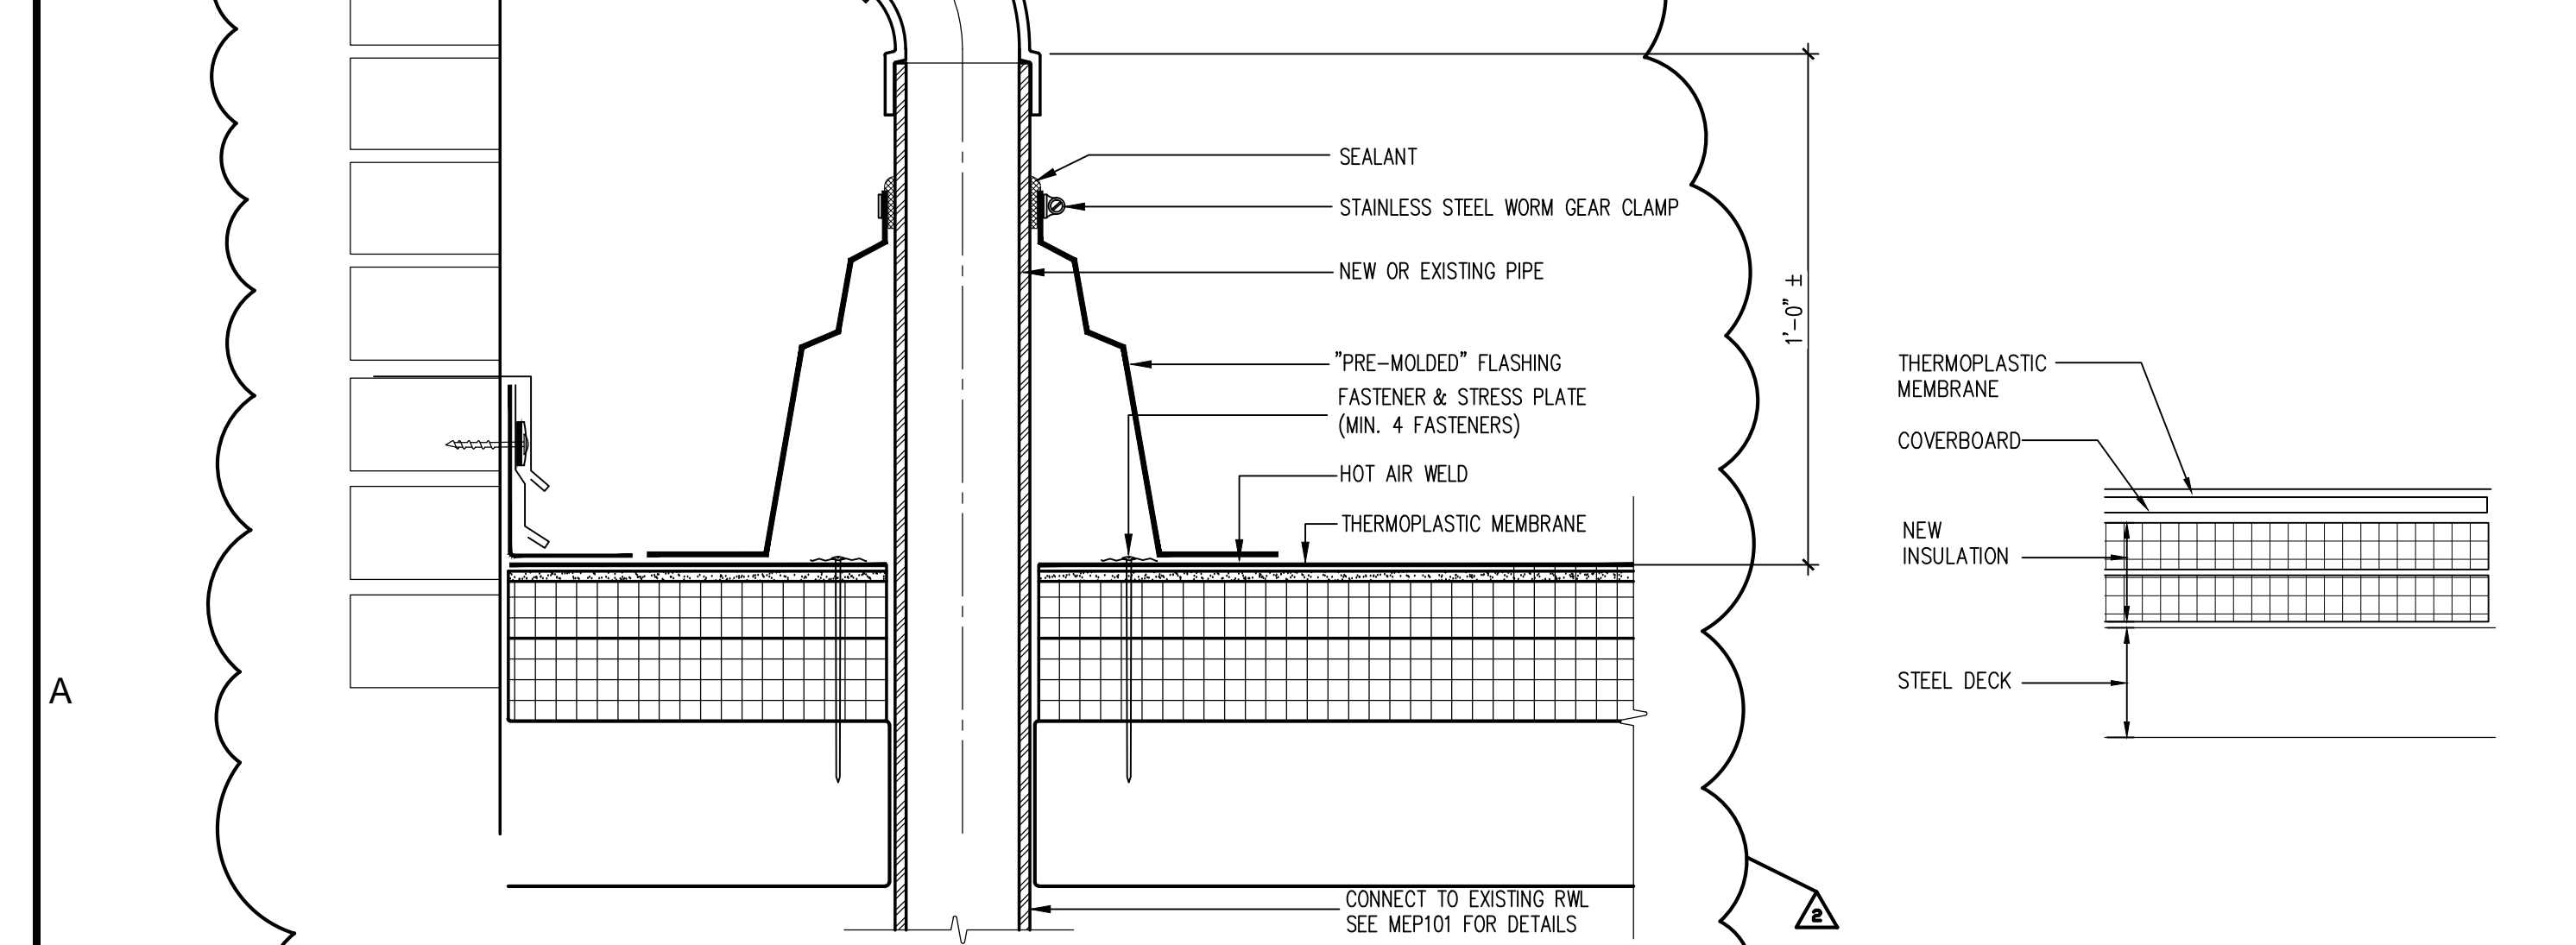 SEALANT
STAINLESS STEEL WORM GEAR CLAMP
NEW OR EXISTING PIPE
1'-0" ±
"PRE-MOLDED" FLASHING
FASTENER & STRESS PLATE
(MIN. 4 FASTENERS)
HOT AIR WELD
THERMOPLASTIC MEMBRANE
THERMOPLASTIC
MEMBRANE
COVERBOARD
NEW
INSULATION
STEEL DECK
A
CONNECT TO EXISTING RWL
SEE MEP101 FOR DETAILS
2